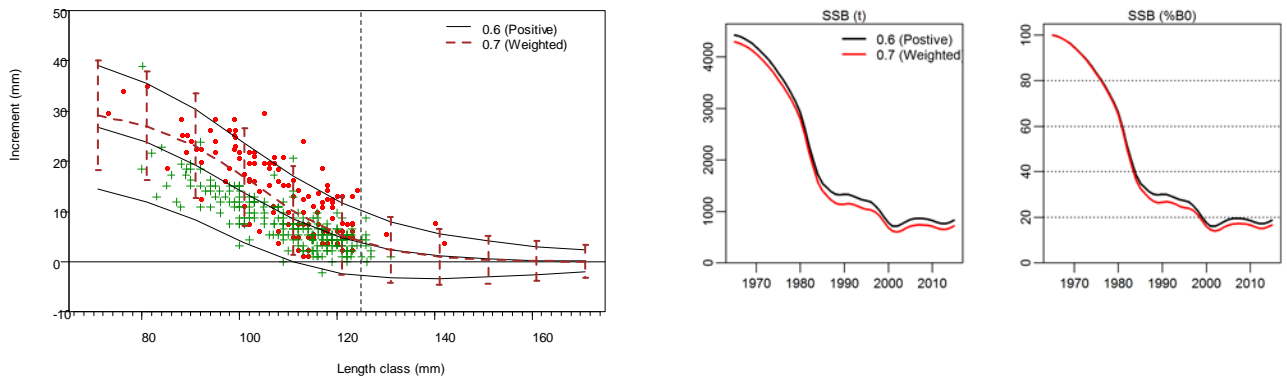 50
40
30
20
10
0
-10
Increment (mm)
80
100
120
140
160
Length class (mm)
0.6 (Positive)
0.7 (Weighted)
SSB (t)
0.6 (Postive)
0.7 (Weighted)
4000
3000
2000
1000
0
1970 1980 1990 2000 2010
SSB (%B0)
100
80
60
40
20
0
1970 1980 1990 2000 2010